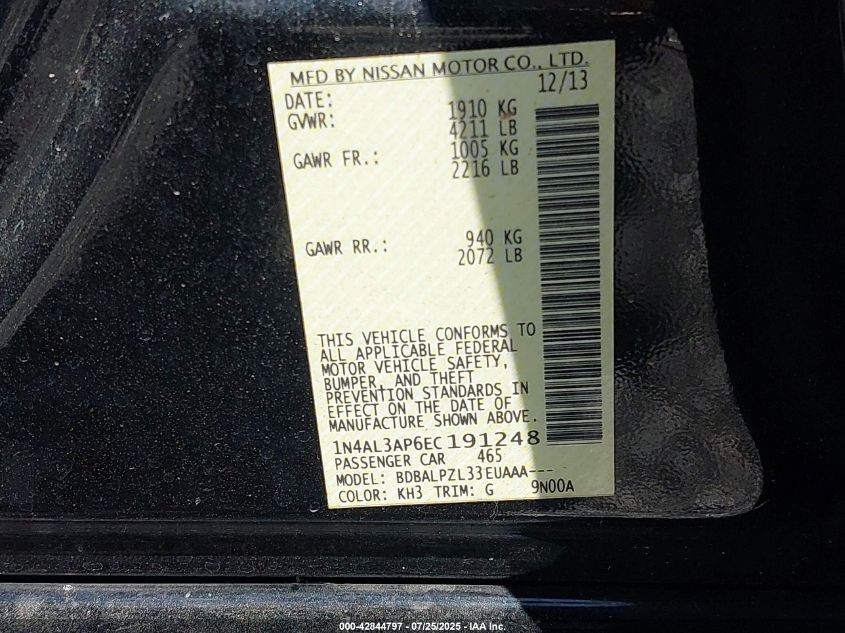 MFD BY NISSAN MOTOR CO., LTD.
DATE: 12/13
GVWR: 1910 KG
4211 LB
GAWR FR.: 1005 KG
2216 LB
GAWR RR.: 940 KG
2072 LB
THIS VEHICLE CONFORMS TO
ALL APPLICABLE FEDERAL
MOTOR VEHICLE SAFETY,
BUMPER, AND THEFT
PREVENTION STANDARDS IN
EFFECT ON THE DATE OF
MANUFACTURE SHOWN ABOVE.
1N4AL3AP6EC191248
PASSENGER CAR 465
MODEL: BDBALPZL33EUAAA---
COLOR: KH3 TRIM: G 9N00A
000-42844797 - 07/25/2025 - IAA Inc.